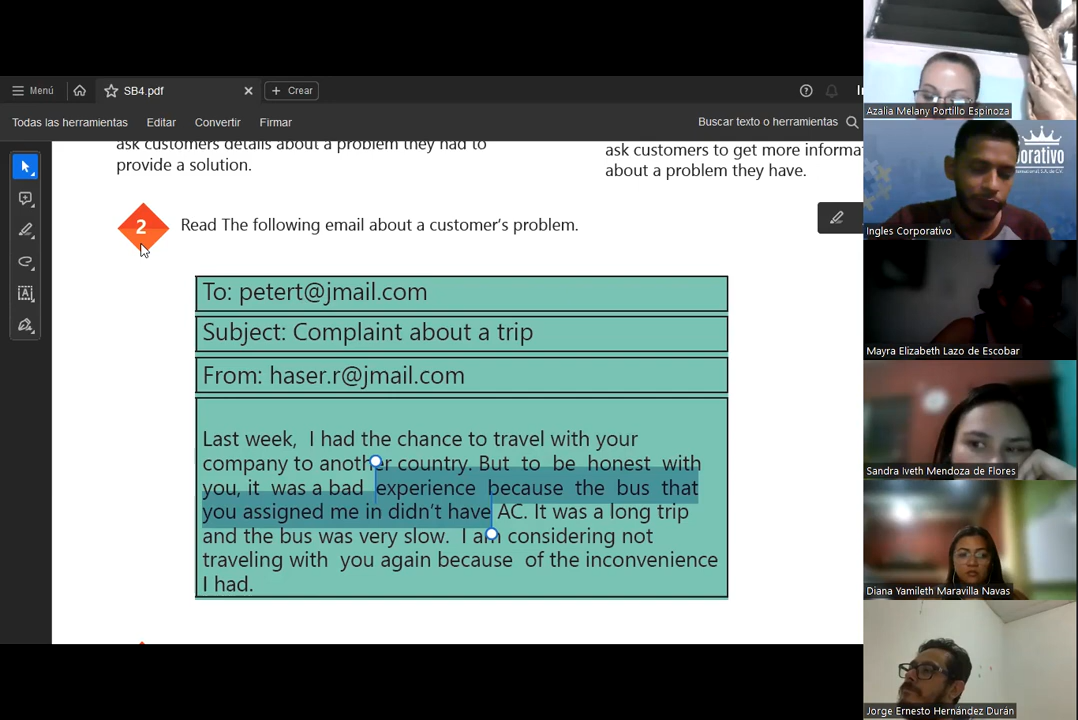 Menú
SB4.pdf
Crear
Todas las herramientas
Editar
Convertir
Firmar
Buscar texto o herramientas
ask customers details about a problem they had to
provide a solution.
ask customers to get more informa
about a problem they have.
2
Read The following email about a customer's problem.
To: petert@jmail.com
Subject: Complaint about a trip
From: haser.r@jmail.com
Last week, I had the chance to travel with your
company to another country. But to be honest with
you, it was a bad experience because the bus that
you assigned me in didn't have AC. It was a long trip
and the bus was very slow. I am considering not
traveling with you again because of the inconvenience
I had.
Azalia Melany Portillo Espinoza
orativo
Ingles Corporativo
Mayra Elizabeth Lazo de Escobar
Sandra Iveth Mendoza de Flores
Diana Yamileth Maravilla Navas
Jorge Ernesto Hernández Durán